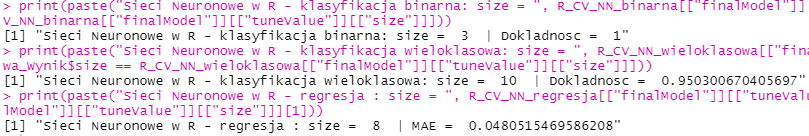 > print(paste("Sieci Neuronowe w R - klasyfikacja binarna: size = ", R_CV_NN_binarna[["finalModel"]]
V_NN_binarna[["finalModel"]][["tuneValue"]][["size"]]]))
[1] "Sieci Neuronowe w R - klasyfikacja binarna: size =  3  | Dokladnosc =  1"
> print(paste("Sieci Neuronowe w R - klasyfikacja wieloklasowa: size = ", R_CV_NN_wieloklasowa[["fina
wa_Wynik$size == R_CV_NN_wieloklasowa[["finalModel"]][["tuneValue"]][["size"]]]))
[1] "Sieci Neuronowe w R - klasyfikacja wieloklasowa: size =  10  | Dokladnosc =  0.950300670405697"
> print(paste("Sieci Neuronowe w R - regresja : size = ", R_CV_NN_regresja[["finalModel"]][["tuneValu
lModel"]][["tuneValue"]][["size"]]][1]))
[1] "Sieci Neuronowe w R - regresja : size =  8  | MAE =  0.0480515469586208"